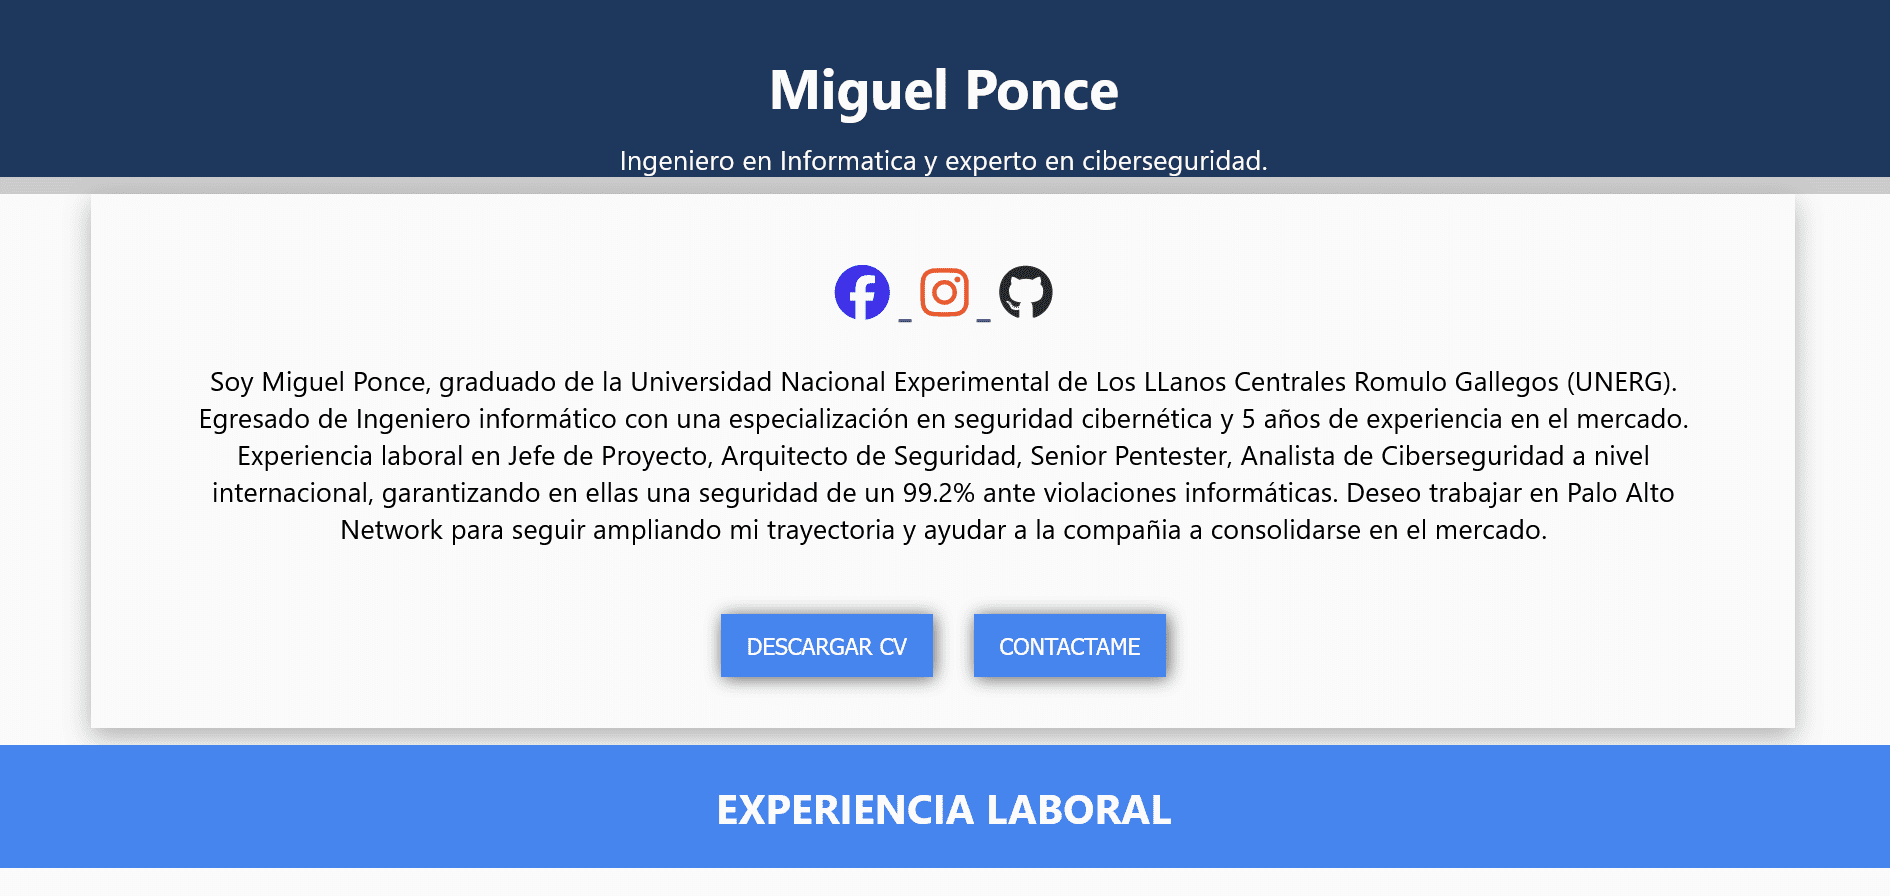 Miguel Ponce
Ingeniero en Informatica y experto en ciberseguridad.
Soy Miguel Ponce, graduado de la Universidad Nacional Experimental de Los LLanos Centrales Romulo Gallegos (UNERG).
Egresado de Ingeniero informático con una especialización en seguridad cibernética y 5 años de experiencia en el mercado.
Experiencia laboral en Jefe de Proyecto, Arquitecto de Seguridad, Senior Pentester, Analista de Ciberseguridad a nivel
internacional, garantizando en ellas una seguridad de un 99.2% ante violaciones informáticas. Deseo trabajar en Palo Alto
Network para seguir ampliando mi trayectoria y ayudar a la compañia a consolidarse en el mercado.
DESCARGAR CV CONTACTAME
EXPERIENCIA LABORAL